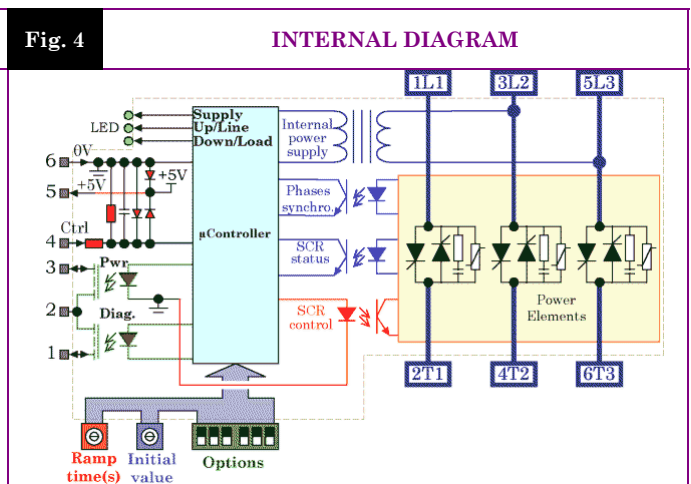 Fig. 4
INTERNAL DIAGRAM
1L1
3L2
5L3
Supply
LED
Up/Line
Down/Load
Internal
power
supply
6
0V
5
+5V
+5V
Phases
synchro.
4
Ctrl
µController
SCR
status
3
Pwr
2
Diag.
1
SCR
control
Power
Elements
2T1
4T2
6T3
Ramp
time(s)
Initial
value
Options